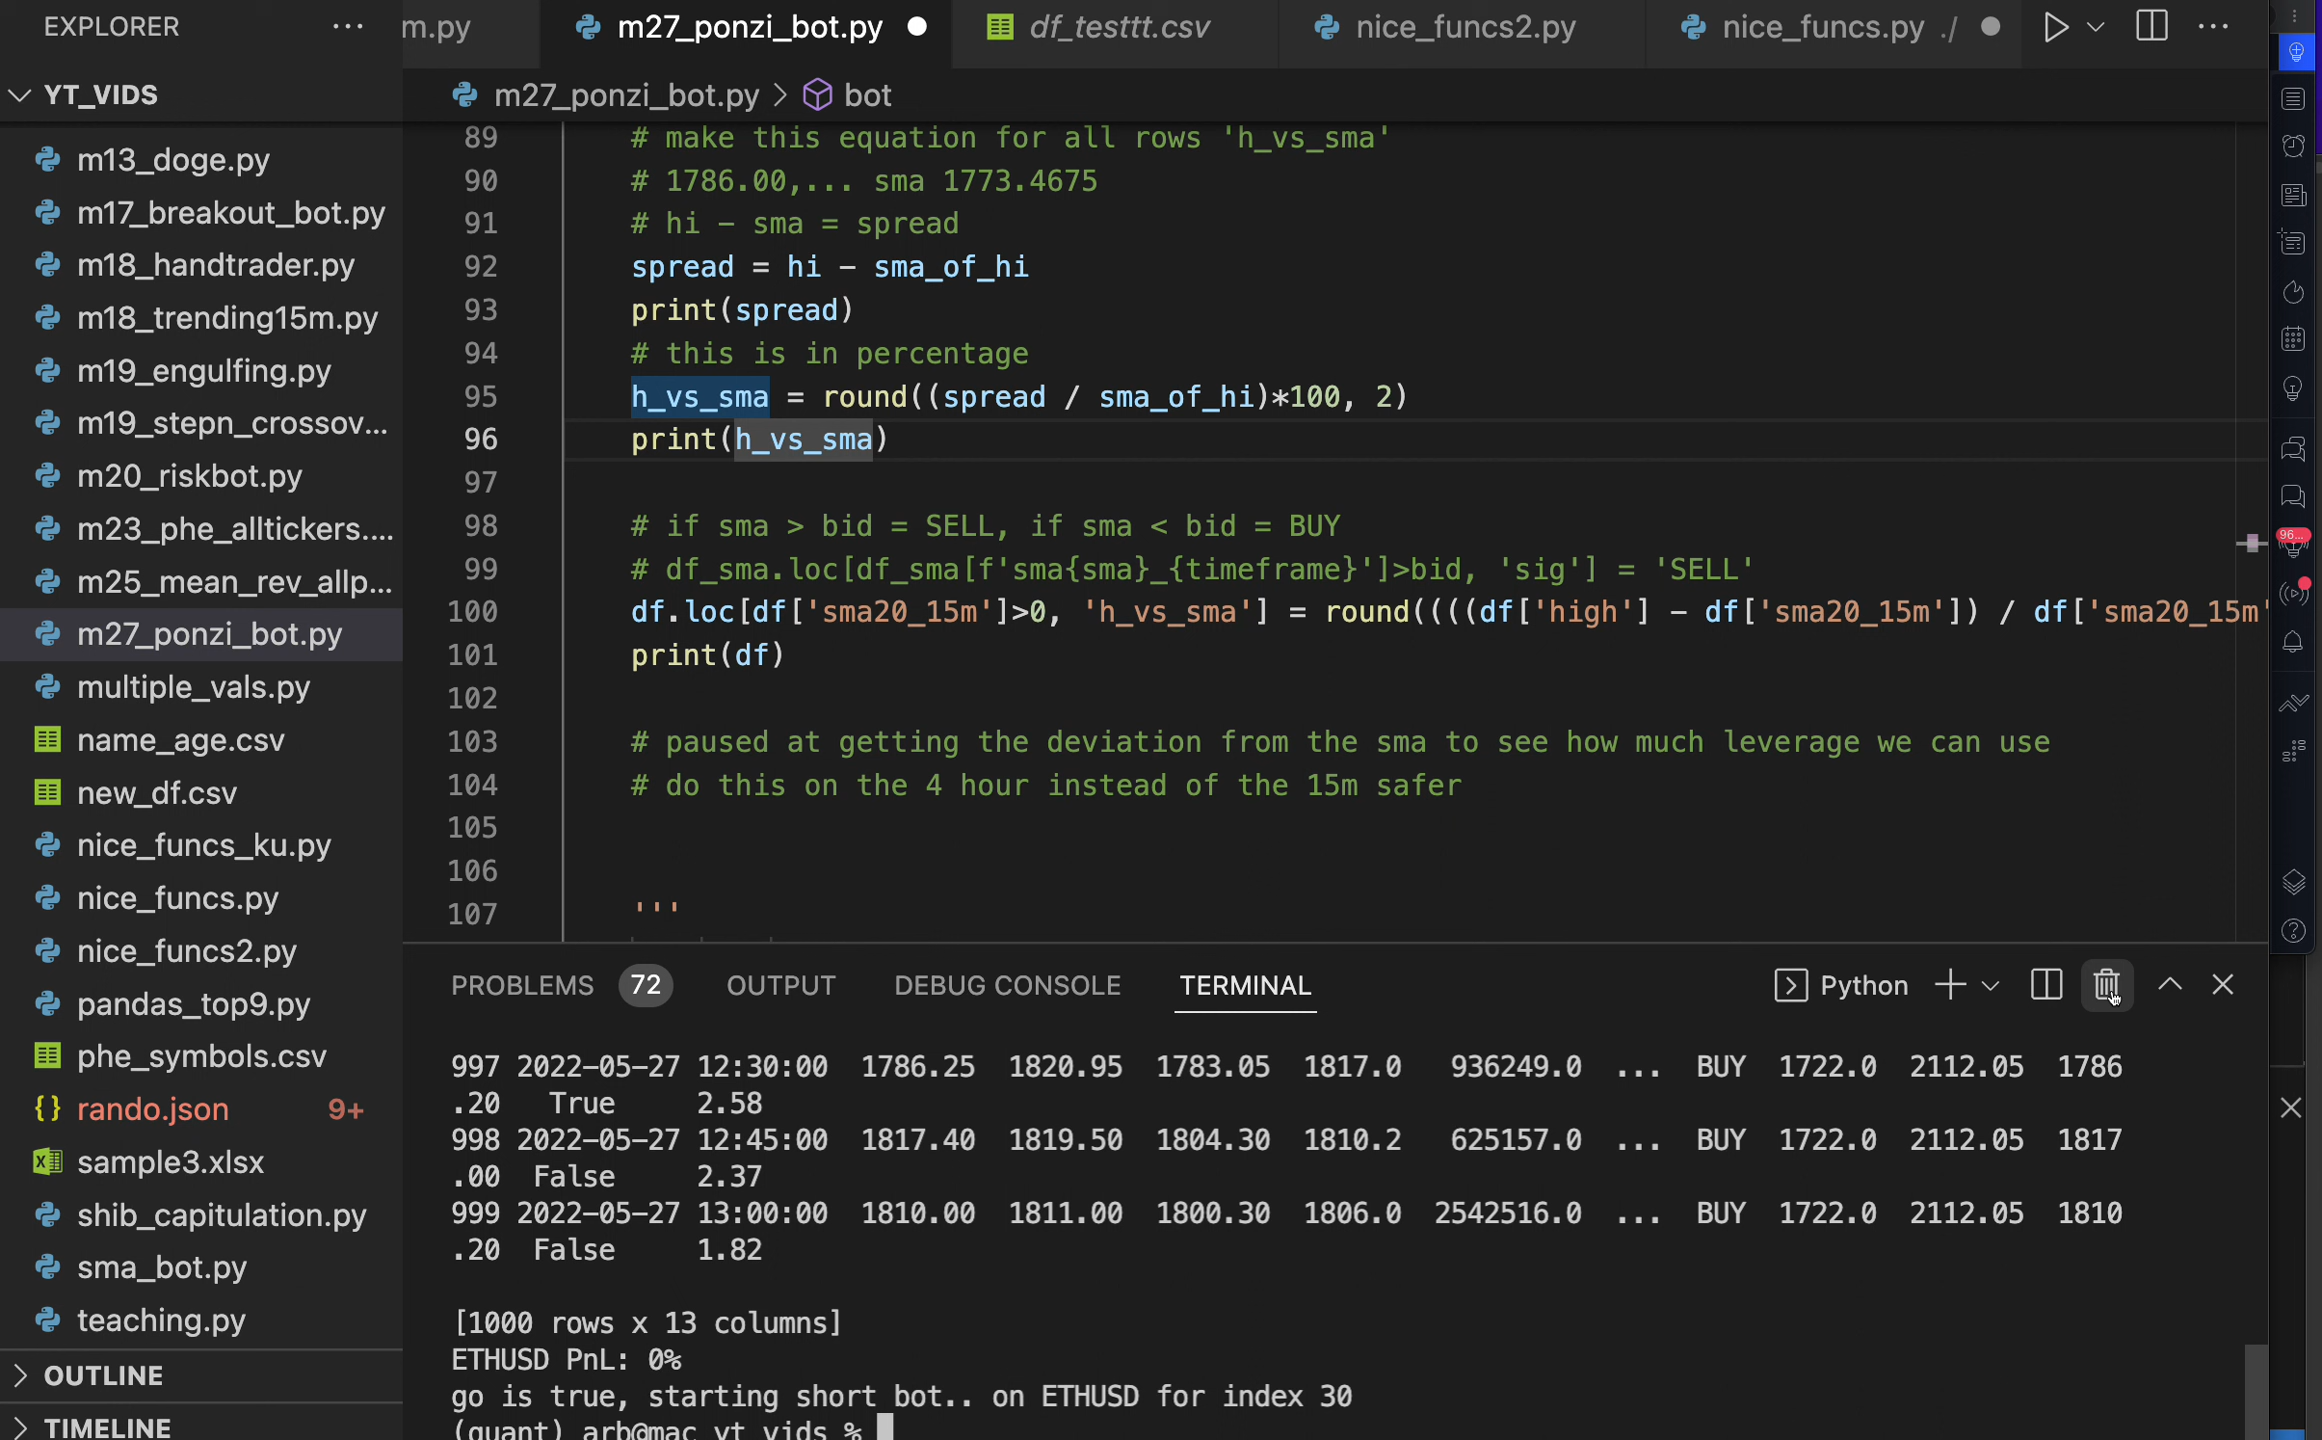 EXPLORER
YT_VIDS
m13_doge.py
m17_breakout_bot.py
m18_handtrader.py
m18_trending15m.py
m19_engulfing.py
m19_stepn_crossov...
m20_riskbot.py
m23_phe_alltickers....
m25_mean_rev_allp...
m27_ponzi_bot.py
multiple_vals.py
name_age.csv
new_df.csv
nice_funcs_ku.py
nice_funcs.py
nice_funcs2.py
pandas_top9.py
phe_symbols.csv
rando.json 9+
sample3.xlsx
shib_capitulation.py
sma_bot.py
teaching.py
OUTLINE
TIMELINE
m.py m27_ponzi_bot.py df_testtt.csv nice_funcs2.py nice_funcs.py ./
m27_ponzi_bot.py > bot
89 # make this equation for all rows 'h_vs_sma'
90 # 1786.00,... sma 1773.4675
91 # hi - sma = spread
92 spread = hi - sma_of_hi
93 print(spread)
94 # this is in percentage
95 h_vs_sma = round((spread / sma_of_hi)*100, 2)
96 print(h_vs_sma)
97
98 # if sma > bid = SELL, if sma < bid = BUY
99 # df_sma.loc[df_sma[f'sma{sma}_{timeframe}']>bid, 'sig'] = 'SELL'
100 df.loc[df['sma20_15m']>0, 'h_vs_sma'] = round((((df['high'] - df['sma20_15m']) / df['sma20_15m'
101 print(df)
102
103 # paused at getting the deviation from the sma to see how much leverage we can use
104 # do this on the 4 hour instead of the 15m safer
105
106
107 '''
PROBLEMS 72 OUTPUT DEBUG CONSOLE TERMINAL Python
997 2022-05-27 12:30:00 1786.25 1820.95 1783.05 1817.0 936249.0 ... BUY 1722.0 2112.05 1786
.20 True 2.58
998 2022-05-27 12:45:00 1817.40 1819.50 1804.30 1810.2 625157.0 ... BUY 1722.0 2112.05 1817
.00 False 2.37
999 2022-05-27 13:00:00 1810.00 1811.00 1800.30 1806.0 2542516.0 ... BUY 1722.0 2112.05 1810
.20 False 1.82
[1000 rows x 13 columns]
ETHUSD PnL: 0%
go is true, starting short bot.. on ETHUSD for index 30
(quant) arb@mac yt_vids %
96...